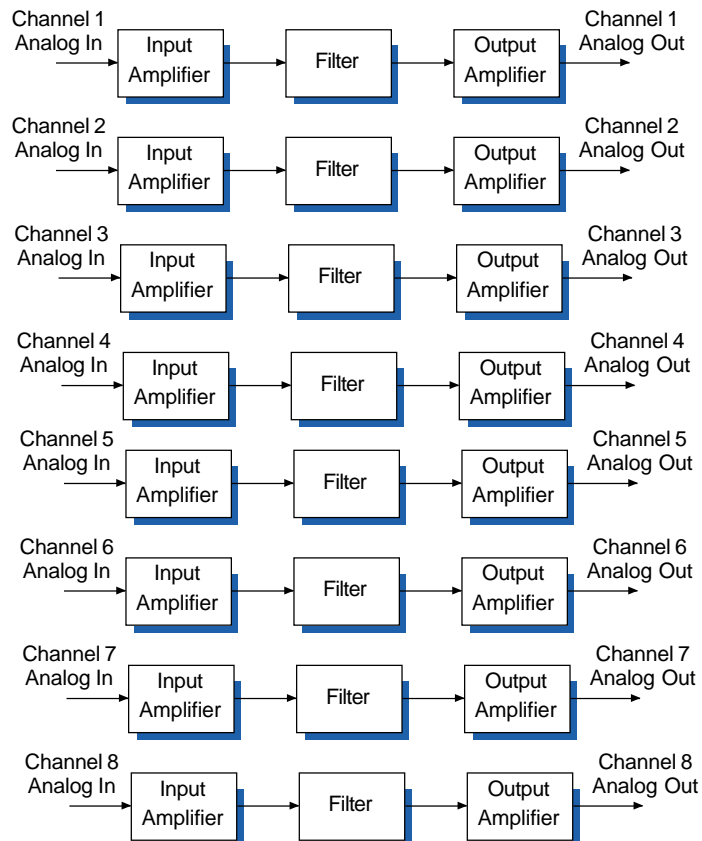 Channel 1
Analog In
Input
Amplifier
Filter
Output
Amplifier
Channel 1
Analog Out
Channel 2
Analog In
Input
Amplifier
Filter
Output
Amplifier
Channel 2
Analog Out
Channel 3
Analog In
Input
Amplifier
Filter
Output
Amplifier
Channel 3
Analog Out
Channel 4
Analog In
Input
Amplifier
Filter
Output
Amplifier
Channel 4
Analog Out
Channel 5
Analog In
Input
Amplifier
Filter
Output
Amplifier
Channel 5
Analog Out
Channel 6
Analog In
Input
Amplifier
Filter
Output
Amplifier
Channel 6
Analog Out
Channel 7
Analog In
Input
Amplifier
Filter
Output
Amplifier
Channel 7
Analog Out
Channel 8
Analog In
Input
Amplifier
Filter
Output
Amplifier
Channel 8
Analog Out